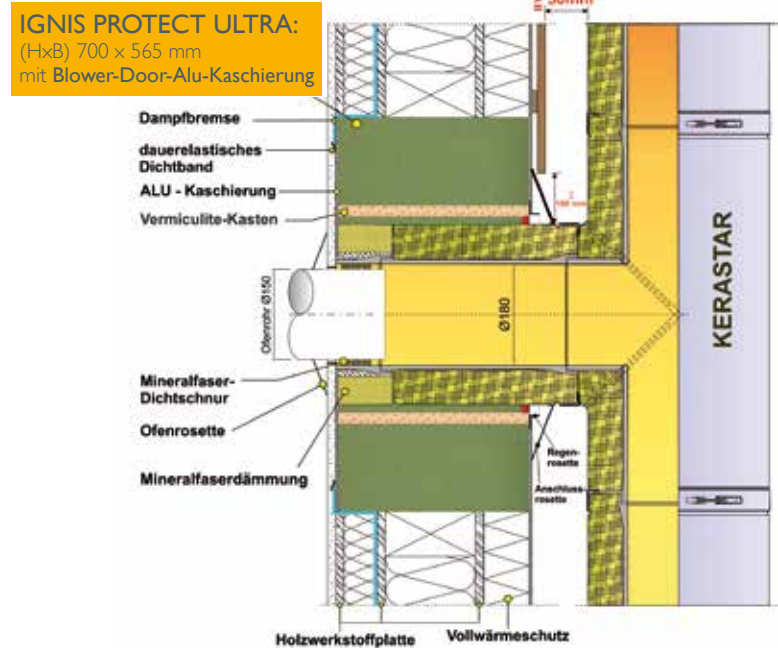 IGNIS PROTECT ULTRA:
(HxB) 700 x 565 mm
mit Blower-Door-Alu-Kaschierung
Dampfbremse
dauerelastisches
Dichtband
ALU - Kaschierung
Vermiculite-Kasten
Ofenrohr Ø150
Ø180
KERASTAR
Mineralfaser-
Dichtschnur
Ofenrosette
Mineralfaserdämmung
Regen-
rosette
Anschluss-
rosette
Holzwerkstoffplatte
Vollwärmeschutz